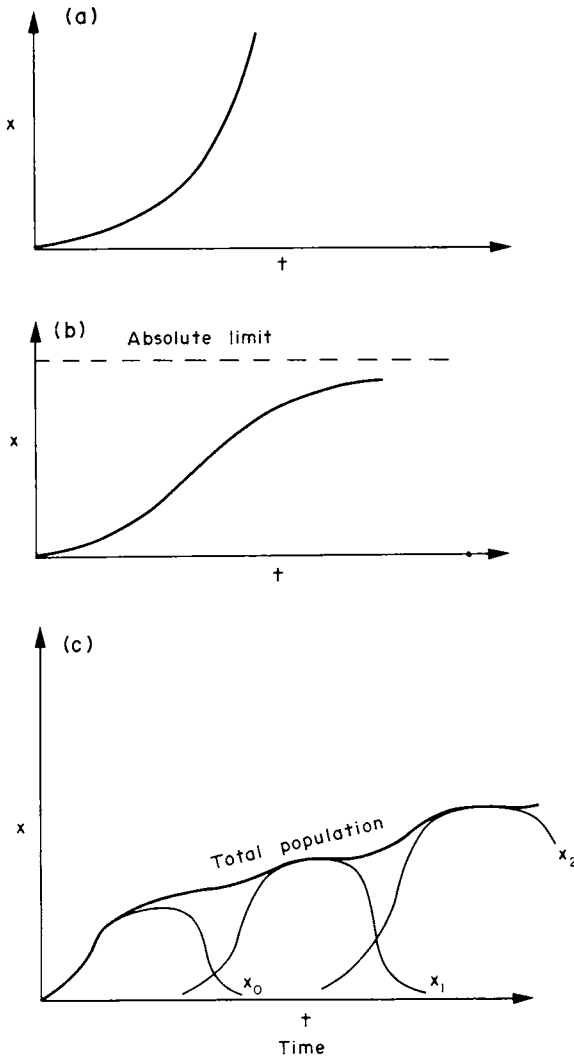 (a)
x
t
(b)
Absolute limit
x
t
(c)
x
Total population
x₀
x₁
x₂
t
Time